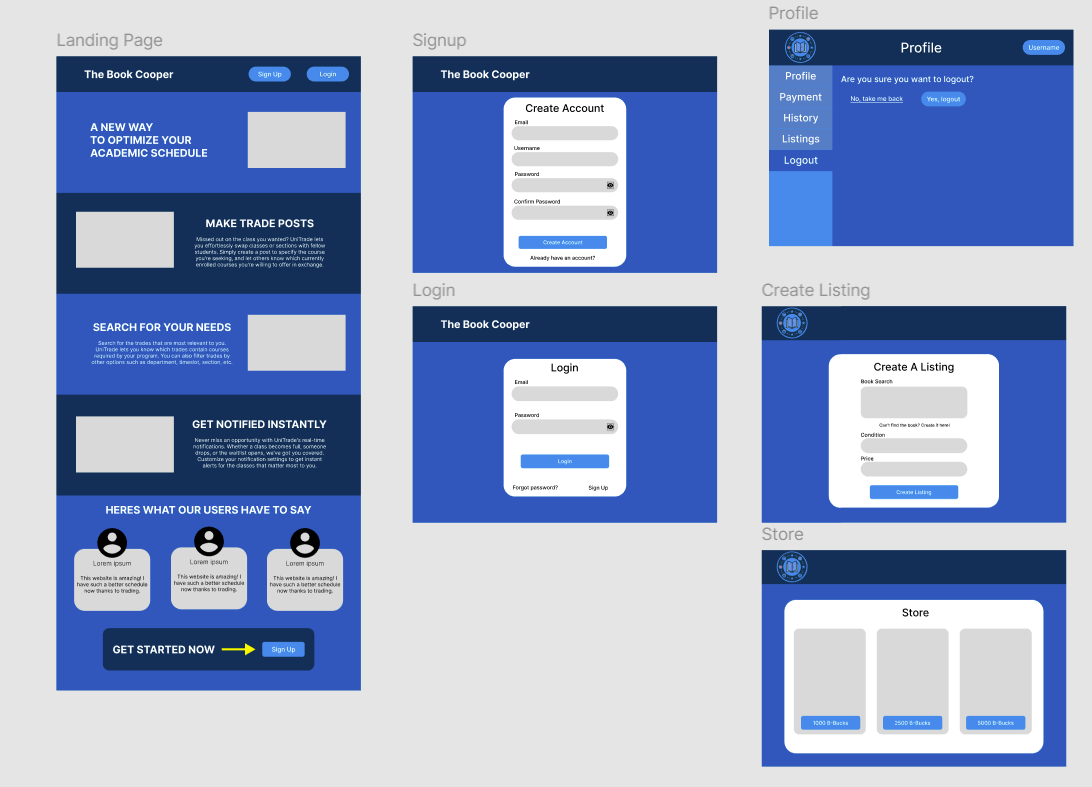 Landing Page
The Book Cooper
Sign Up
Login
A NEW WAY
TO OPTIMIZE YOUR
ACADEMIC SCHEDULE
MAKE TRADE POSTS
Missed out on the class you wanted? UniTrade lets
you effortlessly swap classes or sections with fellow
students. Simply create a post to specify the course
you're seeking, and let others know which currently
enrolled courses you're willing to offer in exchange.
SEARCH FOR YOUR NEEDS
Search for the trades that are most relevant to you.
UniTrade lets you know which trades contain courses
required by your program. You can also filter trades by
other options such as department, timeslot, section, etc.
GET NOTIFIED INSTANTLY
Never miss an opportunity with UniTrade's real-time
notifications. Whether a class becomes full, someone
drops, or the waitlist opens, we've got you covered.
Customize your notification settings to get instant
alerts for the classes that matter most to you.
HERES WHAT OUR USERS HAVE TO SAY
Lorem ipsum
This website is amazing! I
have such a better schedule
now thanks to trading.
Lorem ipsum
This website is amazing! I
have such a better schedule
now thanks to trading.
Lorem ipsum
This website is amazing! I
have such a better schedule
now thanks to trading.
GET STARTED NOW
Sign Up
Signup
The Book Cooper
Create Account
Email
Username
Password
Confirm Password
Create Account
Already have an account?
Login
The Book Cooper
Login
Email
Password
Login
Forgot password?
Sign Up
Profile
Profile
Username
Profile
Payment
History
Listings
Logout
Are you sure you want to logout?
No, take me back
Yes, logout
Create Listing
Create A Listing
Book Search
Can't find the book? Create it here!
Condition
Price
Create Listing
Store
Store
1000 B-Bucks
2500 B-Bucks
5000 B-Bucks